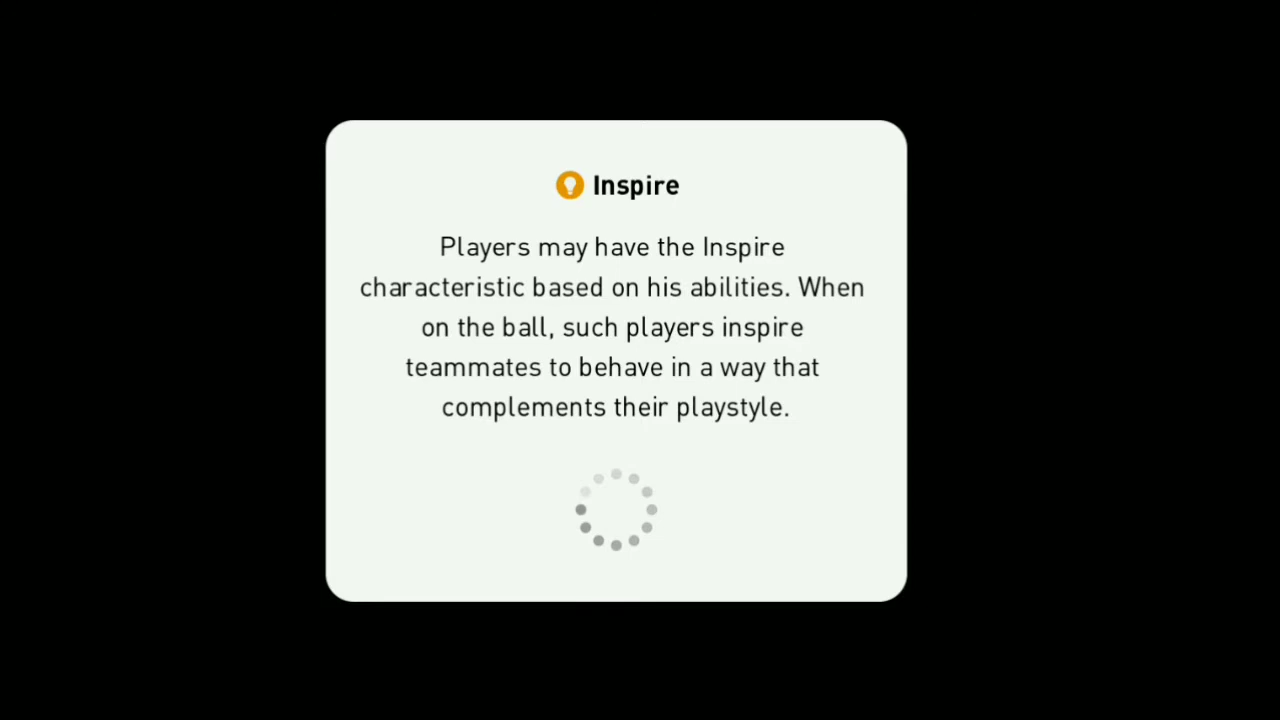 Inspire
Players may have the Inspire
characteristic based on his abilities. When
on the ball, such players inspire
teammates to behave in a way that
complements their playstyle.